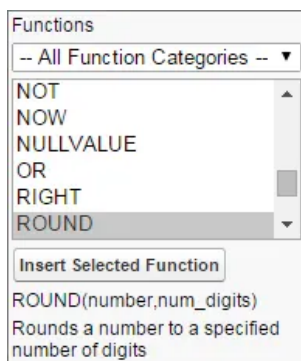 Functions
-- All Function Categories --
NOT
NOW
NULLVALUE
OR
RIGHT
ROUND
Insert Selected Function
ROUND(number,num_digits)
Rounds a number to a specified
number of digits